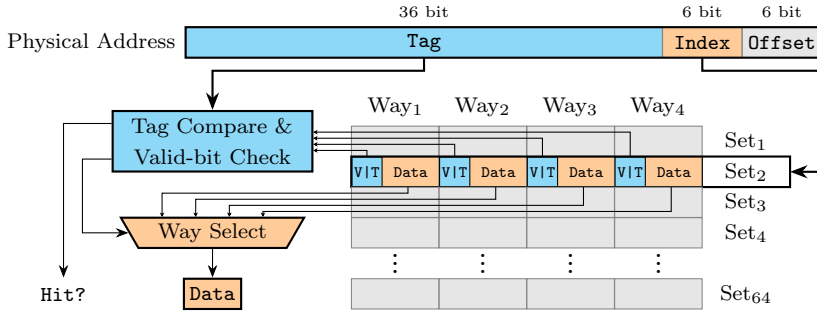 36 bit 6 bit 6 bit
Physical Address Tag Index Offset
Way1 Way2 Way3 Way4
Tag Compare &
Valid-bit Check
Set1
V|T Data V|T Data V|T Data V|T Data Set2
Set3
Way Select
Set4
⋮ ⋮ ⋮ ⋮
Hit? Data Set64